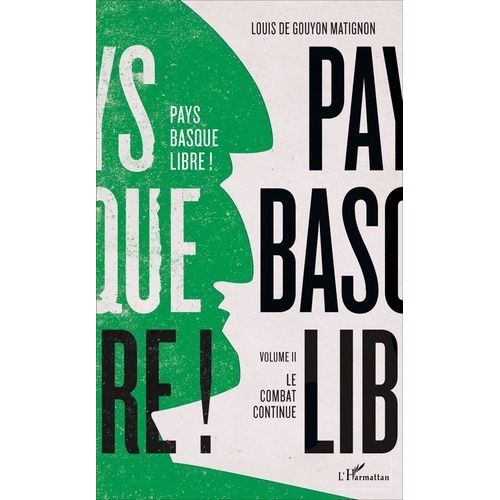 LOUIS DE GOUYON MATIGNON
YS
QUE
RE !
PAYS
BASQUE
LIBRE !
PAY
BASQ
LIB
VOLUME II
LE
COMBAT
CONTINUE
L'Harmattan